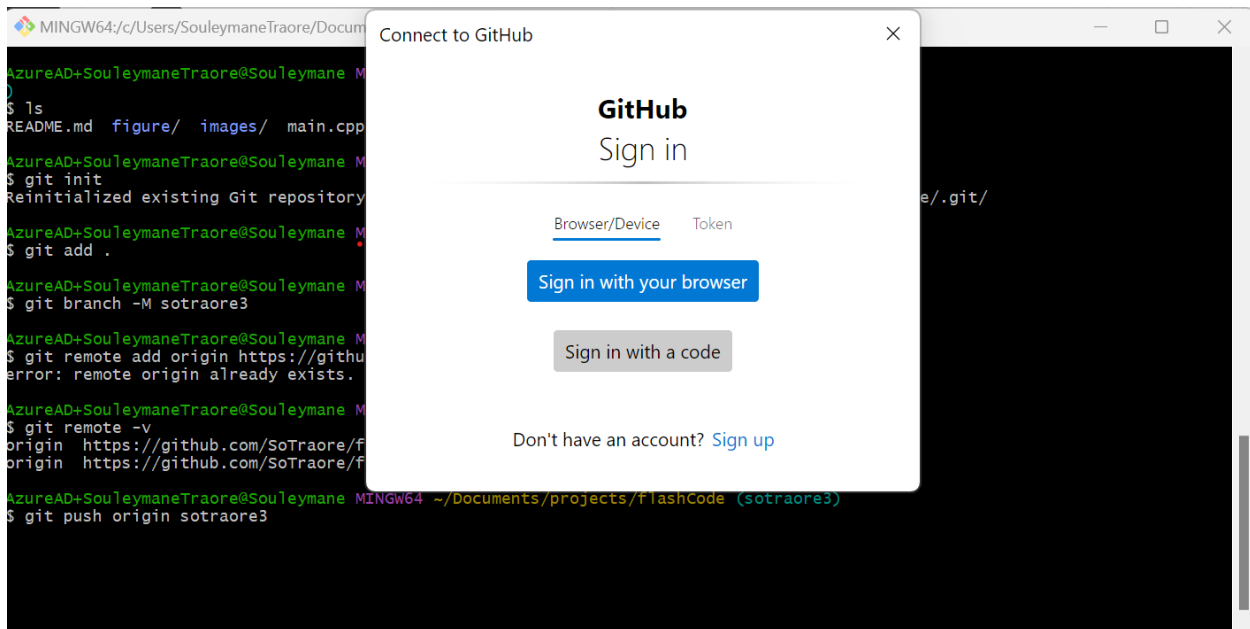 MINGW64:/c/Users/SouleymaneTraore/Docum
AzureAD+SouleymaneTraore@Souleymane M
)
$ ls
README.md figure/ images/ main.cpp
AzureAD+SouleymaneTraore@Souleymane M
$ git init
Reinitialized existing Git repository e/.git/
AzureAD+SouleymaneTraore@Souleymane M
$ git add .
AzureAD+SouleymaneTraore@Souleymane M
$ git branch -M sotraore3
AzureAD+SouleymaneTraore@Souleymane M
$ git remote add origin https://githu
error: remote origin already exists.
AzureAD+SouleymaneTraore@Souleymane M
$ git remote -v
origin https://github.com/SoTraore/f
origin https://github.com/SoTraore/f
AzureAD+SouleymaneTraore@Souleymane MINGW64 ~/Documents/projects/flashCode (sotraore3)
$ git push origin sotraore3
Connect to GitHub
GitHub
Sign in
Browser/Device Token
Sign in with your browser
Sign in with a code
Don't have an account? Sign up